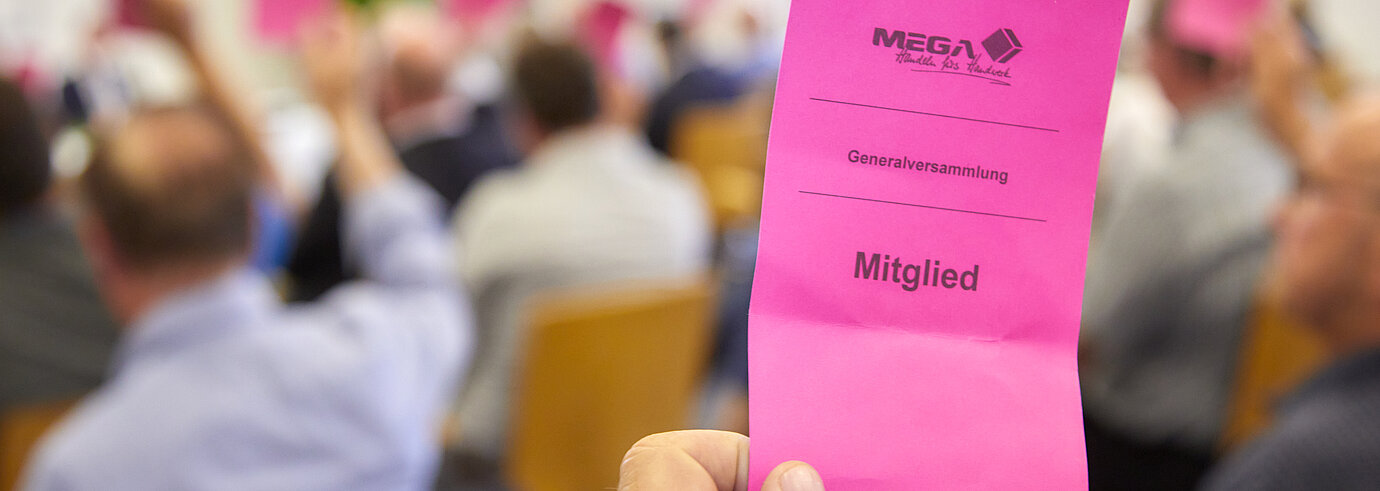 MEGA
Handeln fürs Handwerk
Generalversammlung
Mitglied